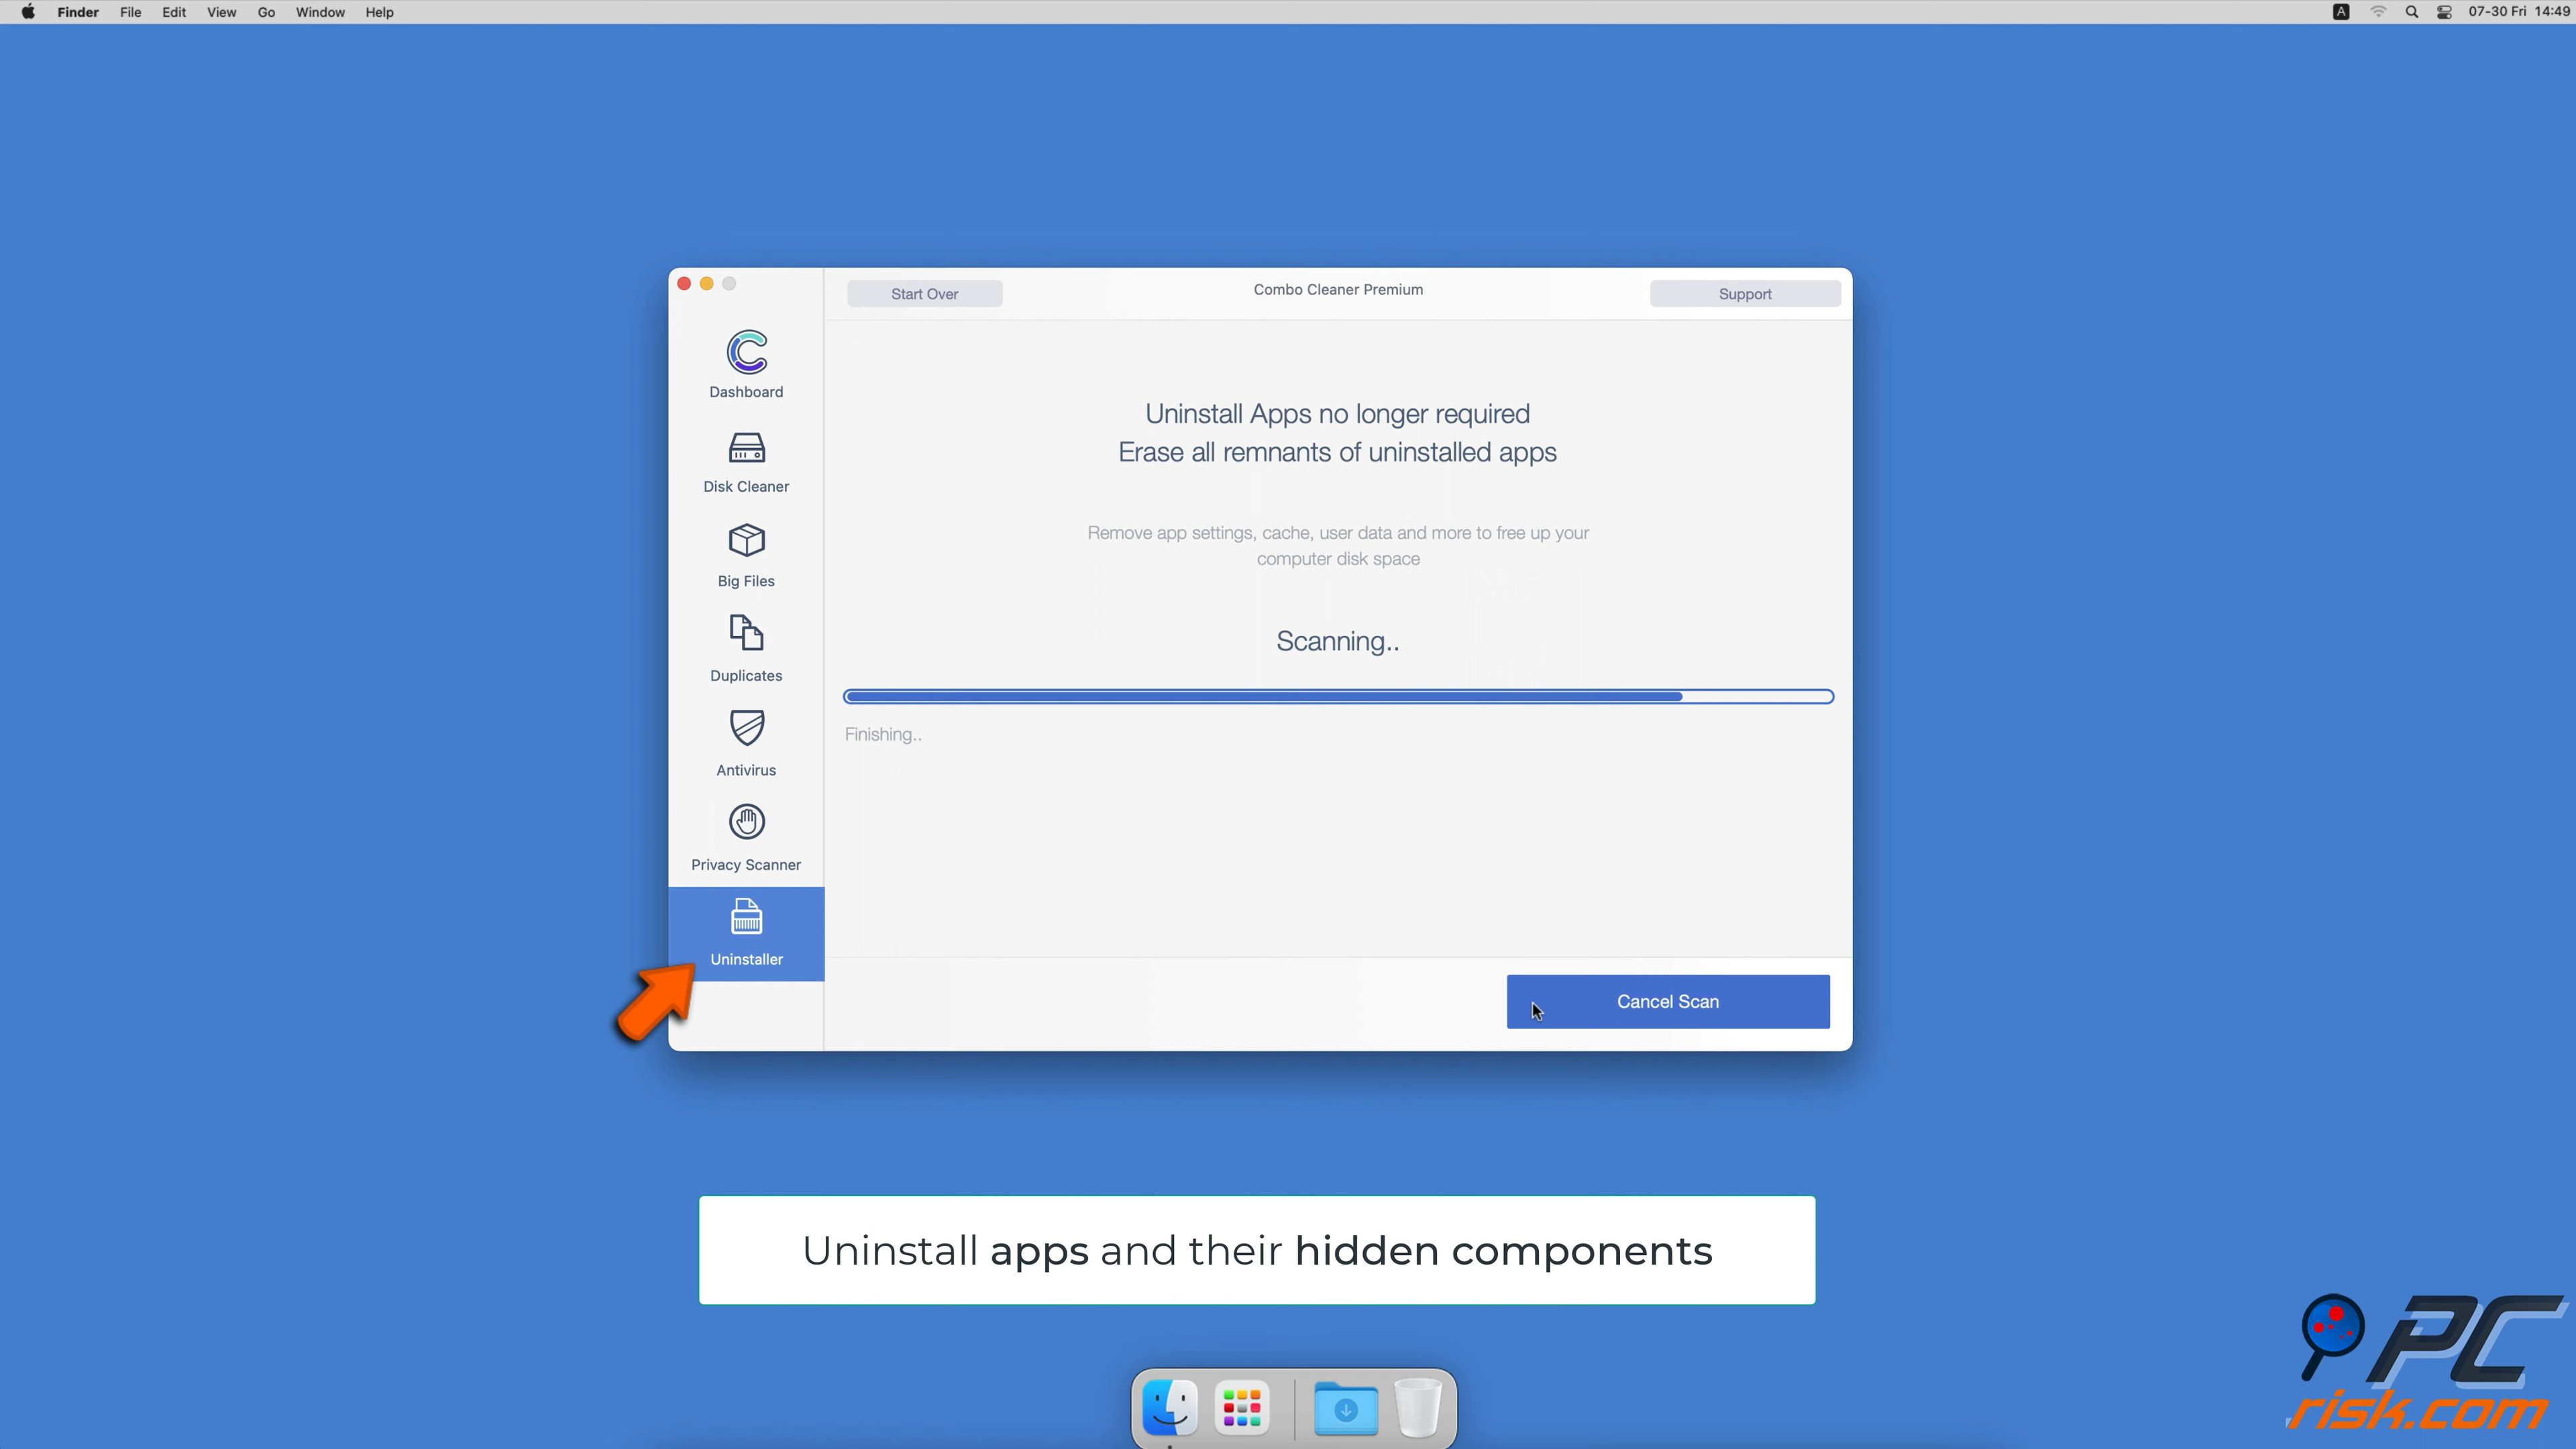 Finder File Edit View Go Window Help
A 07-30 Fri 14:49
Start Over
Combo Cleaner Premium
Support
Dashboard
Disk Cleaner
Big Files
Duplicates
Antivirus
Privacy Scanner
Uninstaller
Uninstall Apps no longer required
Erase all remnants of uninstalled apps
Remove app settings, cache, user data and more to free up your
computer disk space
Scanning..
Finishing..
Cancel Scan
Uninstall apps and their hidden components
PC
risk.com